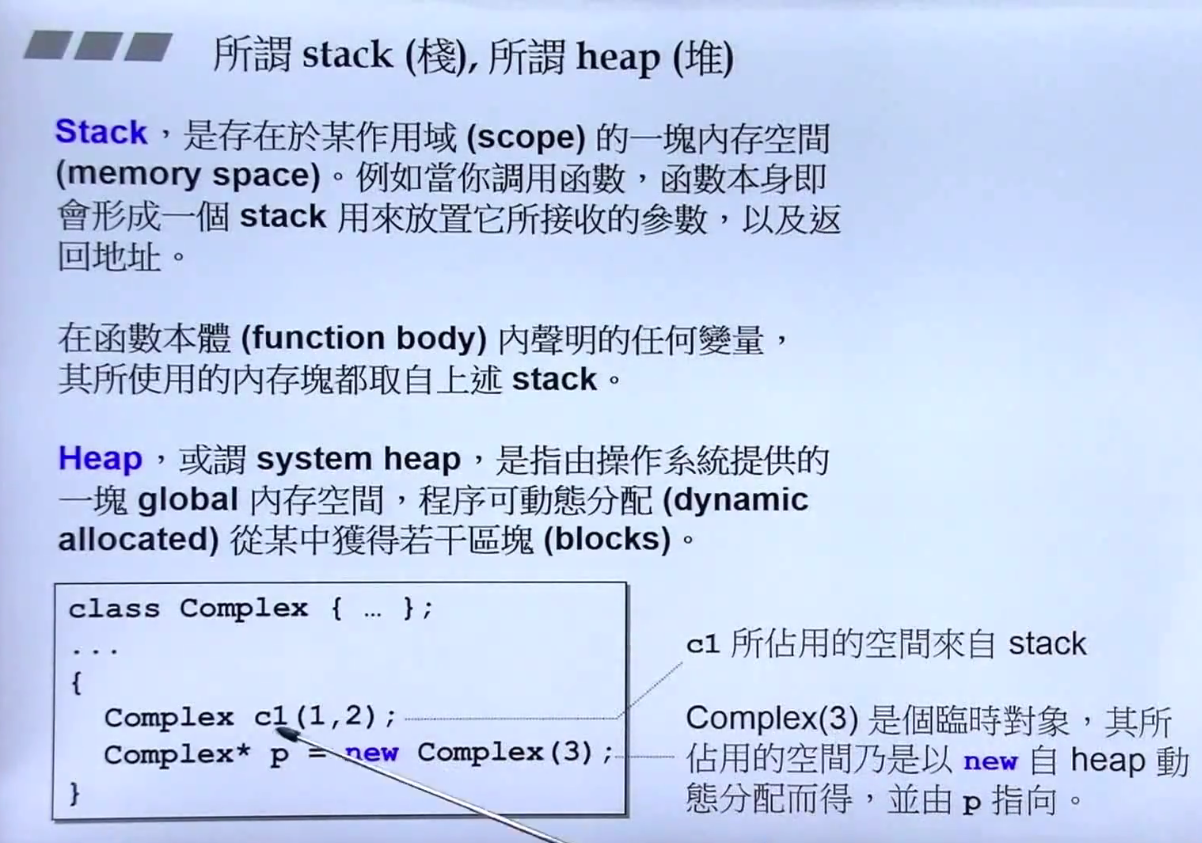 所謂 stack (棧), 所謂 heap (堆)
Stack，是存在於某作用域 (scope) 的一塊內存空間
(memory space)。例如當你調用函數，函數本身即
會形成一個 stack 用來放置它所接收的參數，以及返
回地址。
在函數本體 (function body) 內聲明的任何變量，
其所使用的內存塊都取自上述 stack。
Heap，或謂 system heap，是指由操作系統提供的
一塊 global 內存空間，程序可動態分配 (dynamic
allocated) 從某中獲得若干區塊 (blocks)。
class Complex { … };
...
{
Complex c1(1,2);
Complex* p = new Complex(3);
}
c1 所佔用的空間來自 stack
Complex(3) 是個臨時對象，其所
佔用的空間乃是以 new 自 heap 動
態分配而得，並由 p 指向。